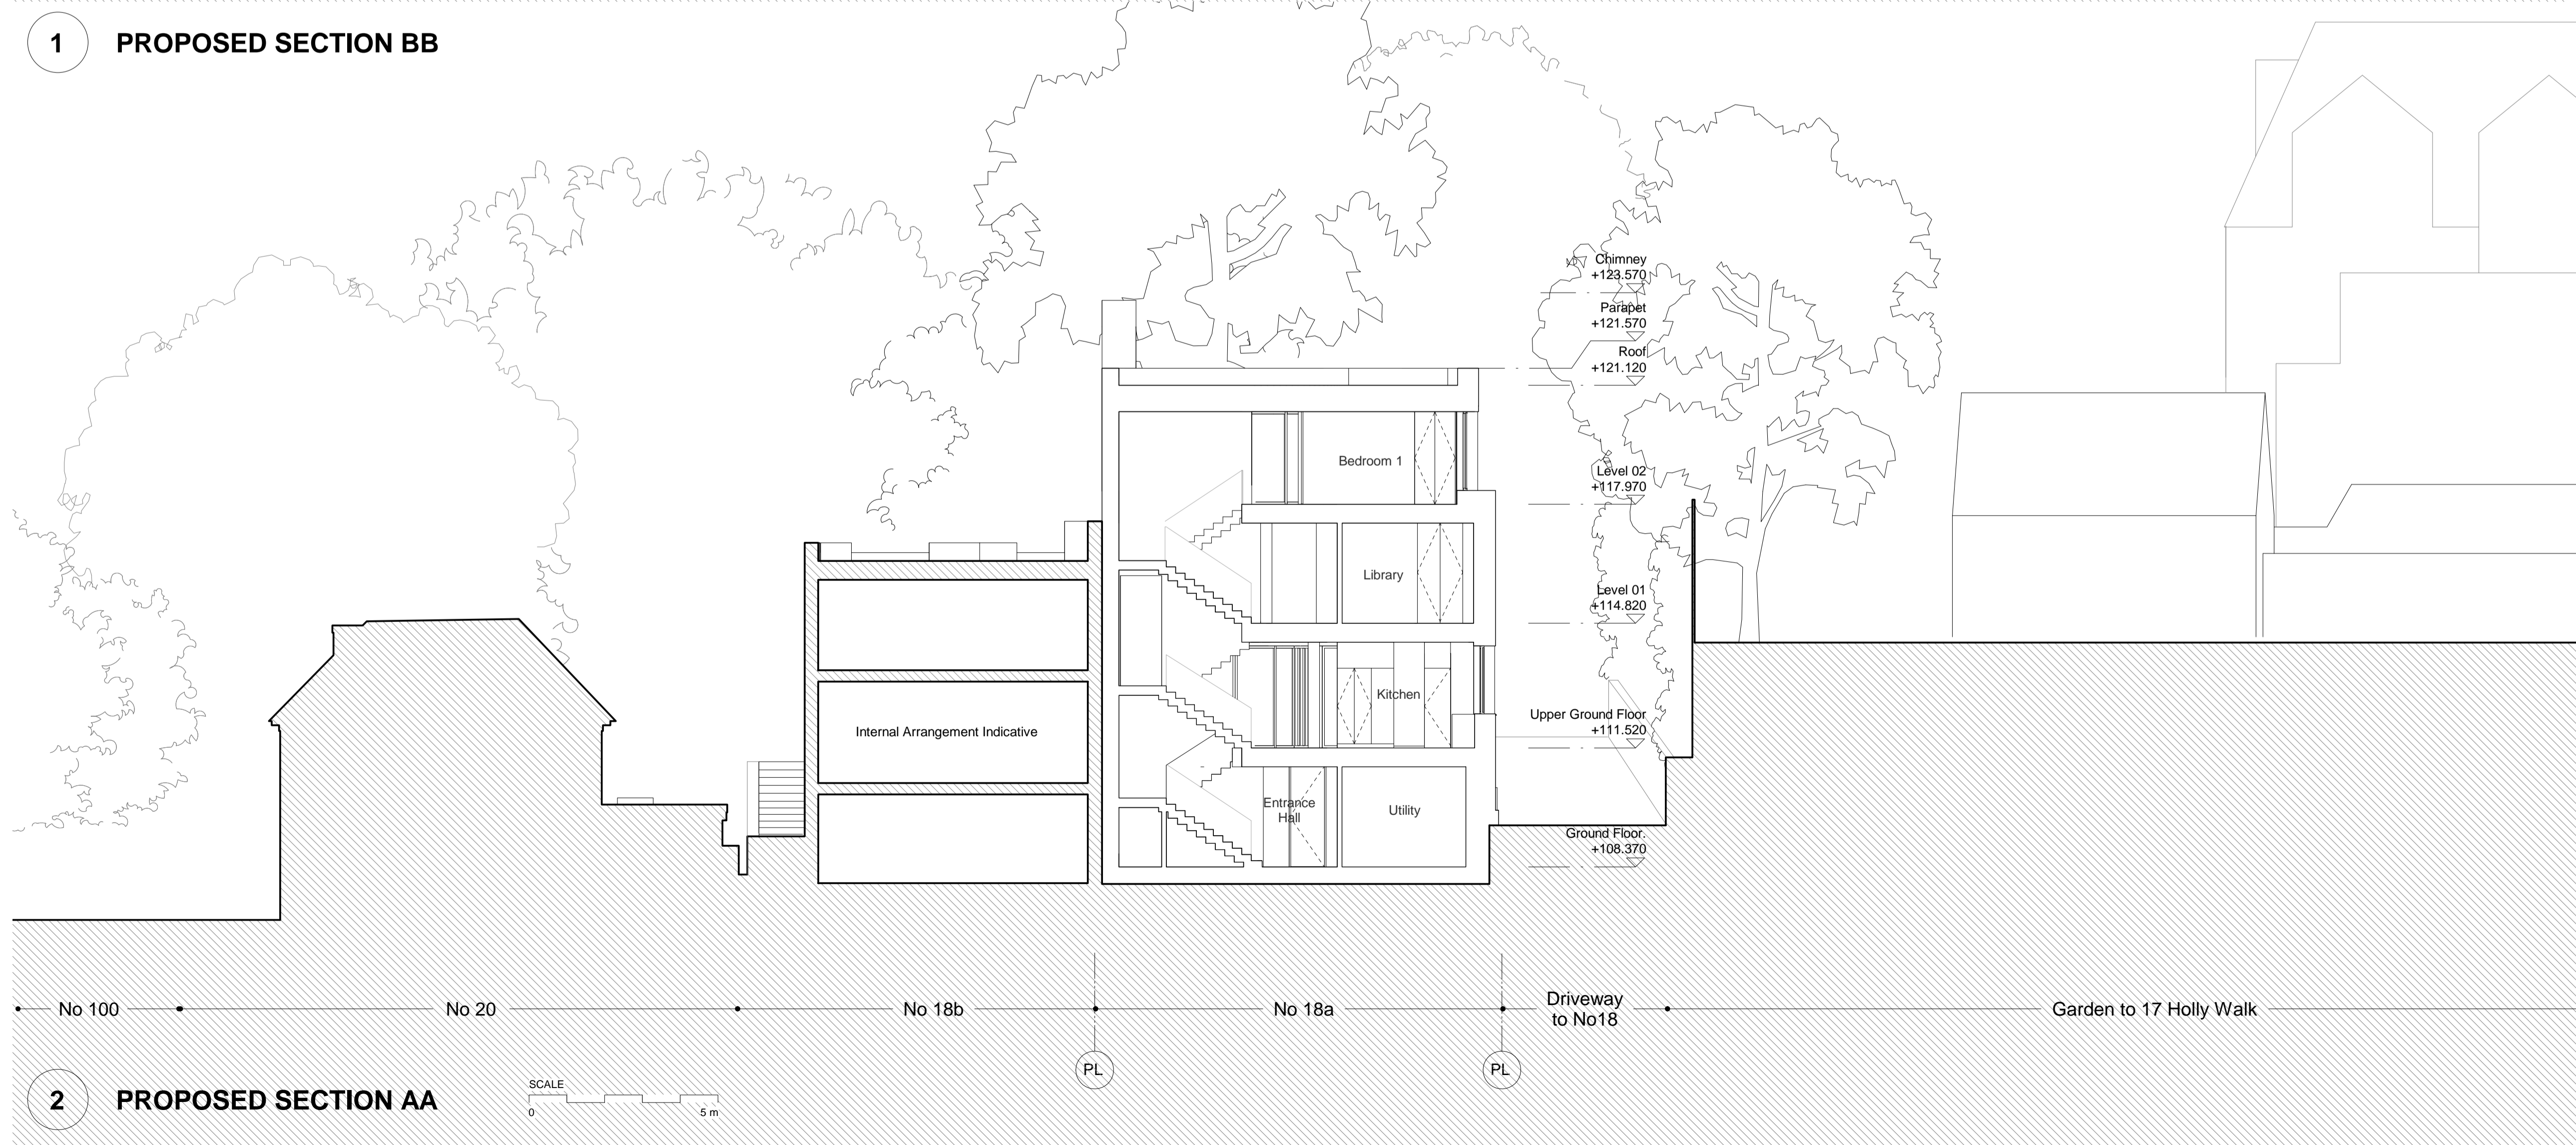 1
PROPOSED SECTION BB
Chimney
+123.570
Parapet
+121.570
Roof
+121.120
Bedroom 1
Level 02
+117.970
Library
Level 01
+114.820
Kitchen
Upper Ground Floor
+111.520
Internal Arrangement Indicative
Entrance
Hall
Utility
Ground Floor.
+108.370
No 100
No 20
No 18b
No 18a
Driveway
to No18
Garden to 17 Holly Walk
PL
PL
2
PROPOSED SECTION AA
SCALE
0
5 m